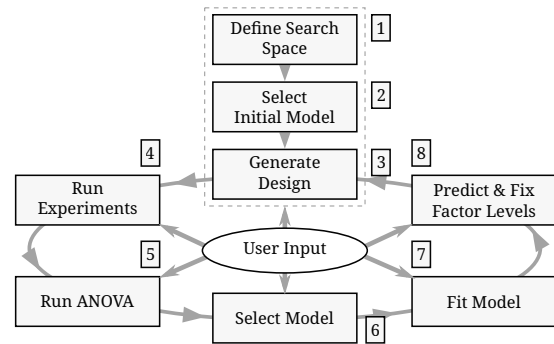 Define Search
Space
1
Select
Initial Model
2
Generate
Design
3
4
Run
Experiments
8
Predict & Fix
Factor Levels
User Input
5
Run ANOVA
Select Model
6
7
Fit Model